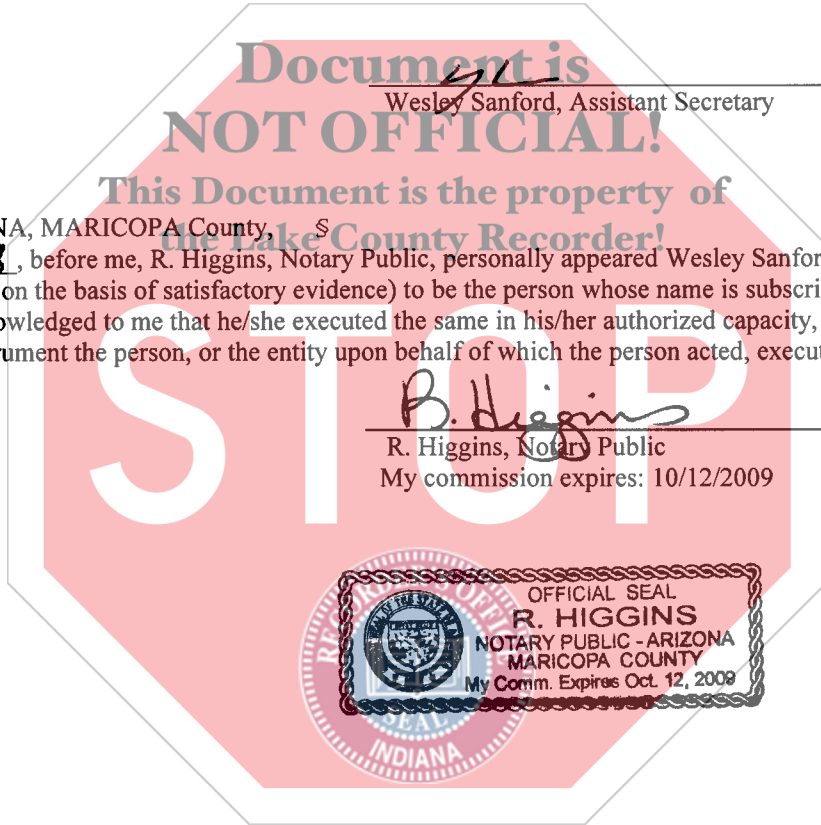 Document is
Wesley Sanford, Assistant Secretary
NOT OFFICIAL!
This Document is the property of
NA, MARICOPA County, §
the Lake County Recorder!
, before me, R. Higgins, Notary Public, personally appeared Wesley Sanfor
on the basis of satisfactory evidence) to be the person whose name is subscri
owledged to me that he/she executed the same in his/her authorized capacity,
rument the person, or the entity upon behalf of which the person acted, execut
STOP
R. Higgins
R. Higgins, Notary Public
My commission expires: 10/12/2009
RECORDER'S OFFICE
SEAL
INDIANA
OFFICIAL SEAL
R. HIGGINS
NOTARY PUBLIC - ARIZONA
MARICOPA COUNTY
My Comm. Expires Oct. 12, 2009